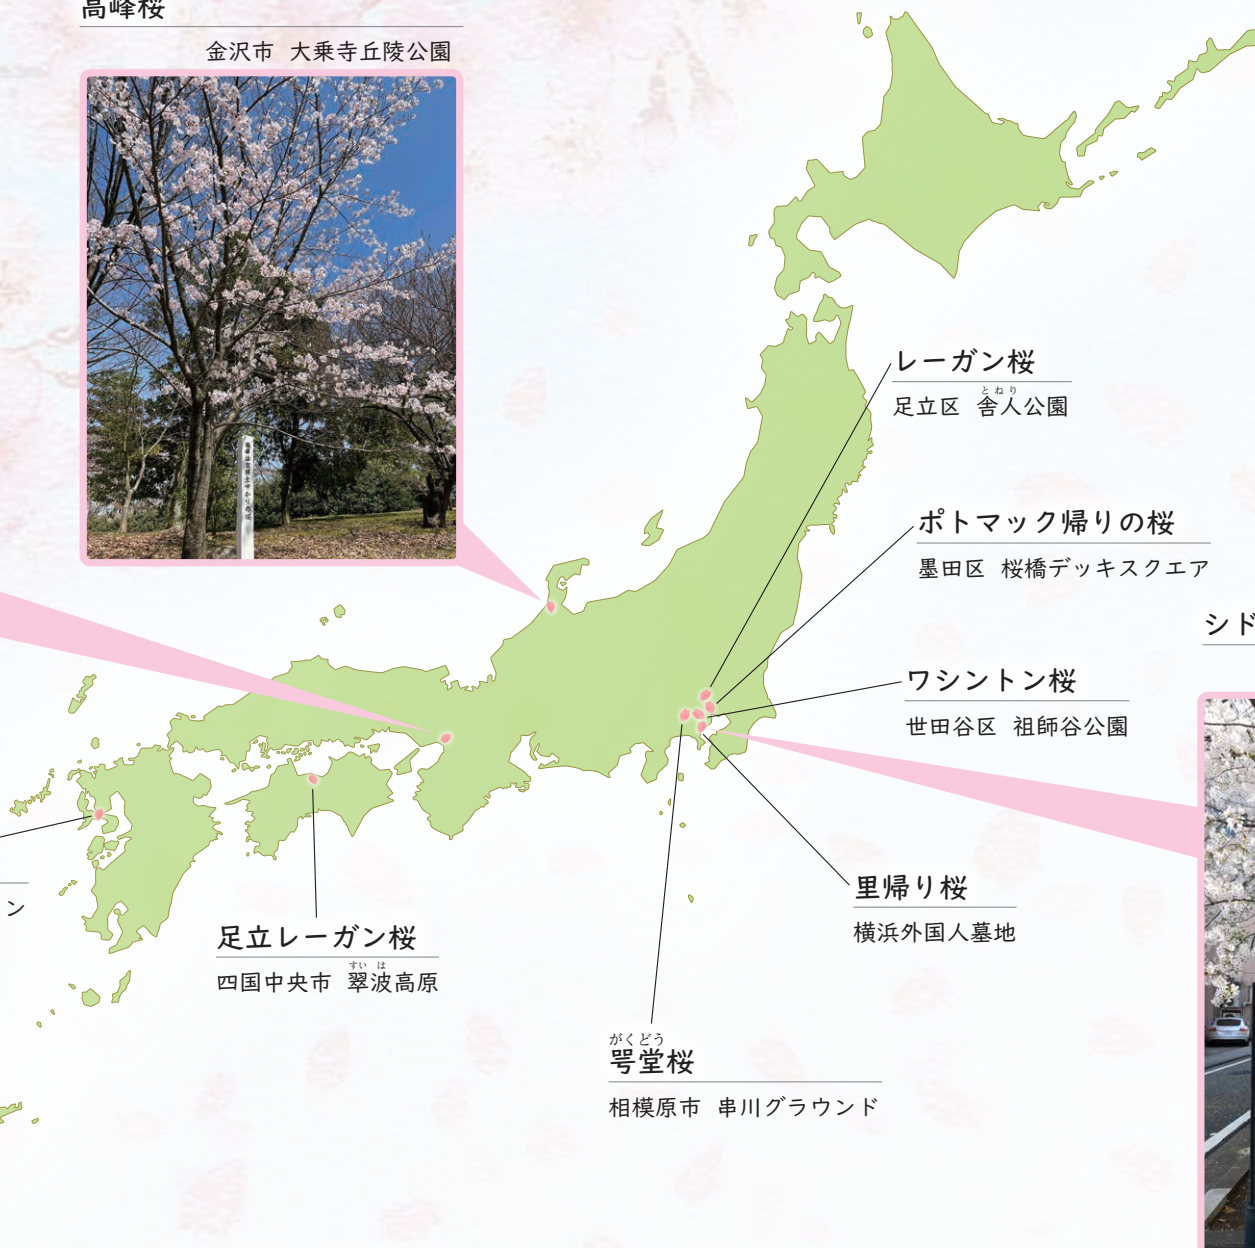 高峰桜
金沢市 大乗寺丘陵公園
レーガン桜
足立区 舎人公園
とねり
ポトマック帰りの桜
墨田区 桜橋デッキスクエア
シド
ワシントン桜
世田谷区 祖師谷公園
里帰り桜
横浜外国人墓地
ン
足立レーガン桜
四国中央市 翠波高原
すい は
がくどう
咢堂桜
相模原市 串川グラウンド